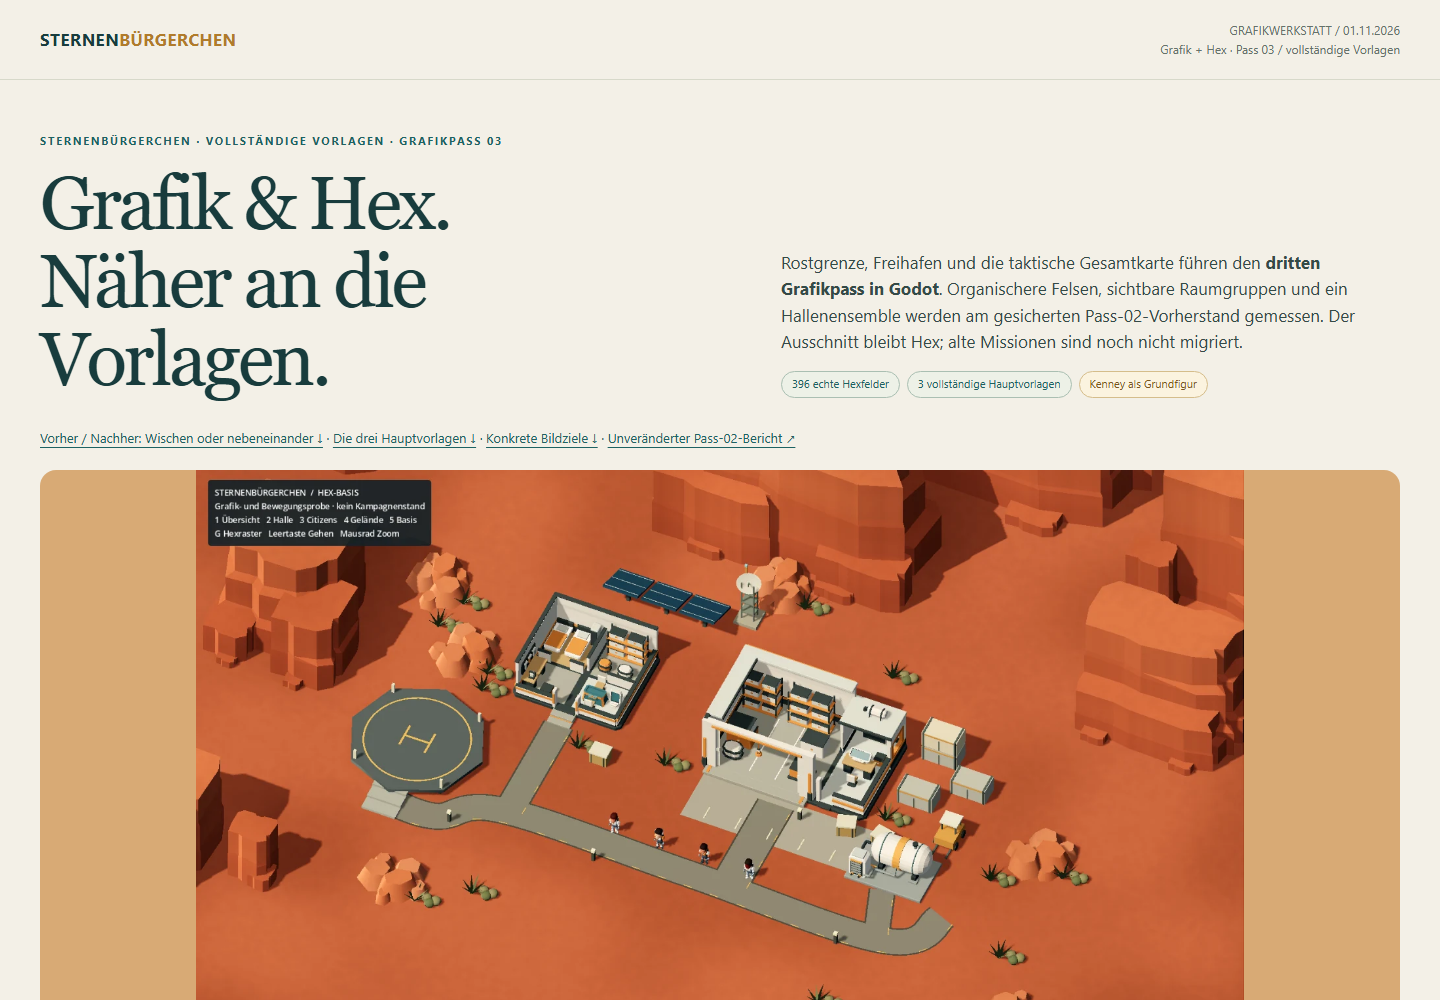 STERNENBÜRGERCHEN
GRAFIKWERKSTATT / 01.11.2026
Grafik + Hex · Pass 03 / vollständige Vorlagen
STERNENBÜRGERCHEN · VOLLSTÄNDIGE VORLAGEN · GRAFIKPASS 03
Grafik & Hex.
Näher an die
Vorlagen.
Rostgrenze, Freihafen und die taktische Gesamtkarte führen den dritten
Grafikpass in Godot. Organischere Felsen, sichtbare Raumgruppen und ein
Hallenensemble werden am gesicherten Pass-02-Vorherstand gemessen. Der
Ausschnitt bleibt Hex; alte Missionen sind noch nicht migriert.
396 echte Hexfelder
3 vollständige Hauptvorlagen
Kenney als Grundfigur
Vorher / Nachher: Wischen oder nebeneinander ↓ · Die drei Hauptvorlagen ↓ · Konkrete Bildziele ↓ · Unveränderter Pass-02-Bericht ↗
STERNENBÜRGERCHEN / HEX-BASIS
Grafik- und Bewegungsprobe · kein Kampagnenstand
1 Übersicht 2 Halle 3 Citizens 4 Gelände 5 Basis
G Hexraster Leertaste Gehen Mausrad Zoom
H